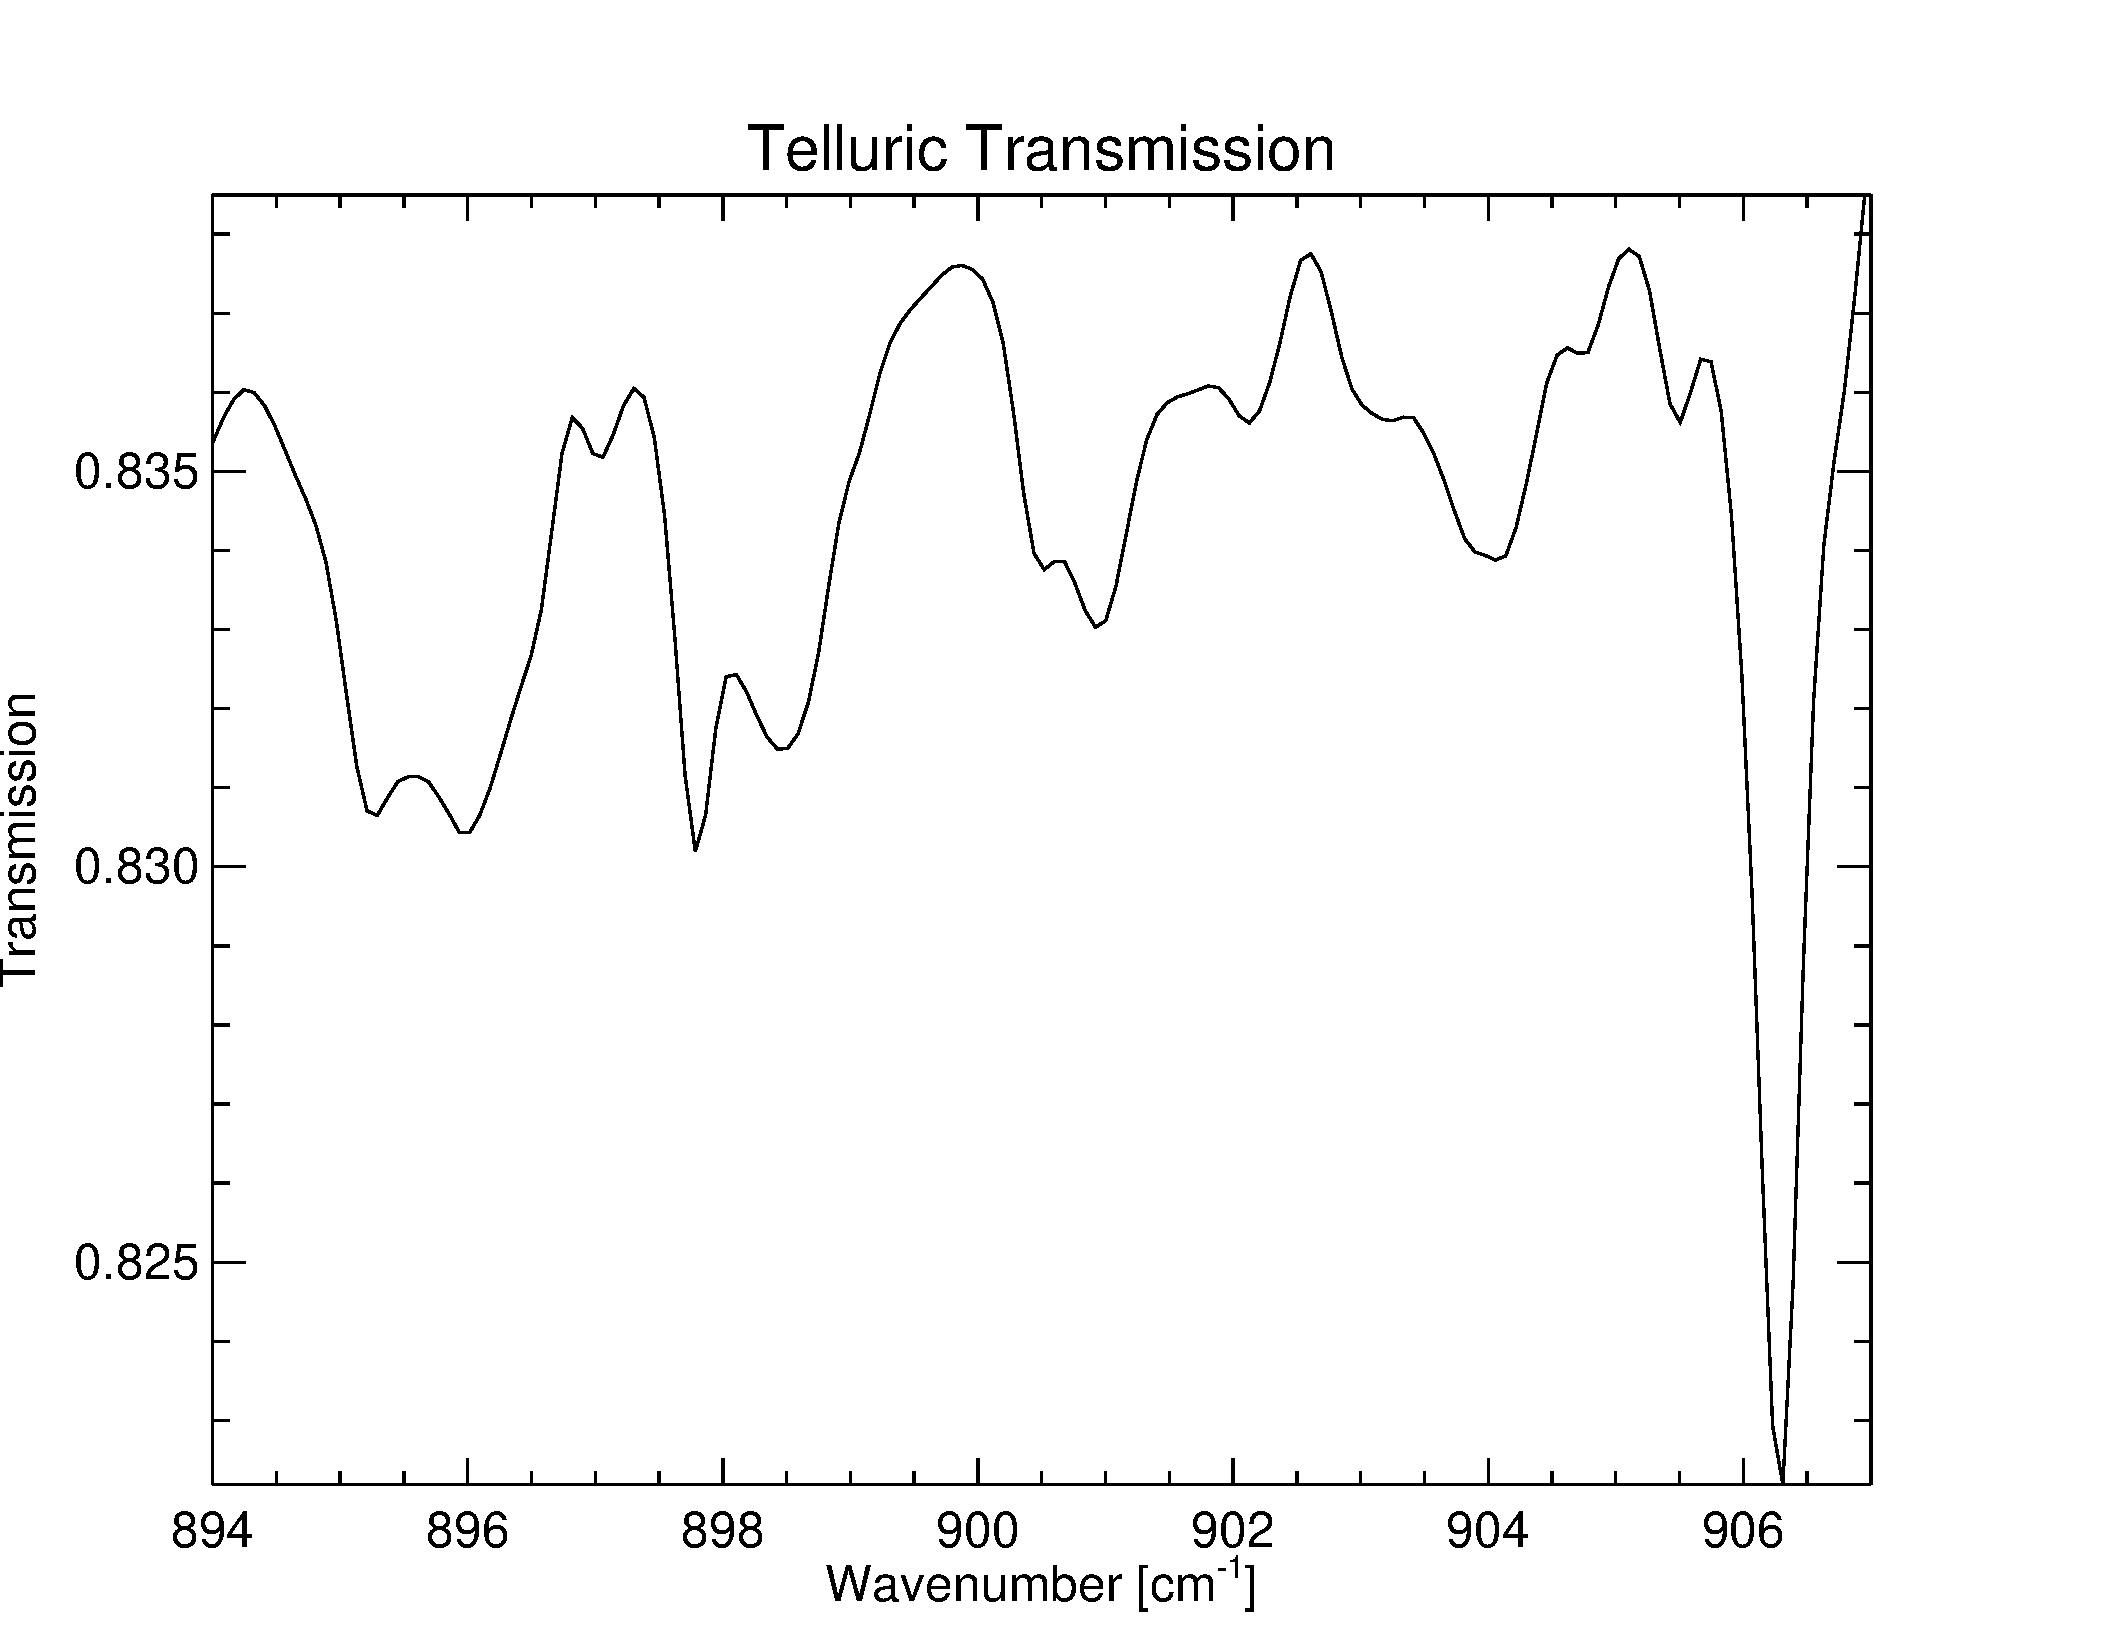 Telluric Transmission
Transmission
0.835
0.830
0.825
894 896 898 900 902 904 906
Wavenumber [cm⁻¹]